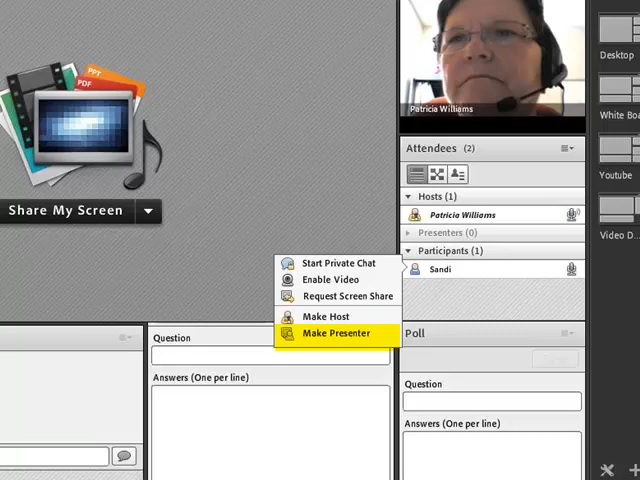 Patricia Williams
Desktop
PPT
PDF
White Boa
Attendees (2)
Youtube
Hosts (1)
Share My Screen
Patricia Williams
Presenters (0)
Video D...
Participants (1)
Start Private Chat
Sandi
Enable Video
Request Screen Share
Make Host
Make Presenter
Poll
Question
Answers (One per line)
Question
Answers (One per line)